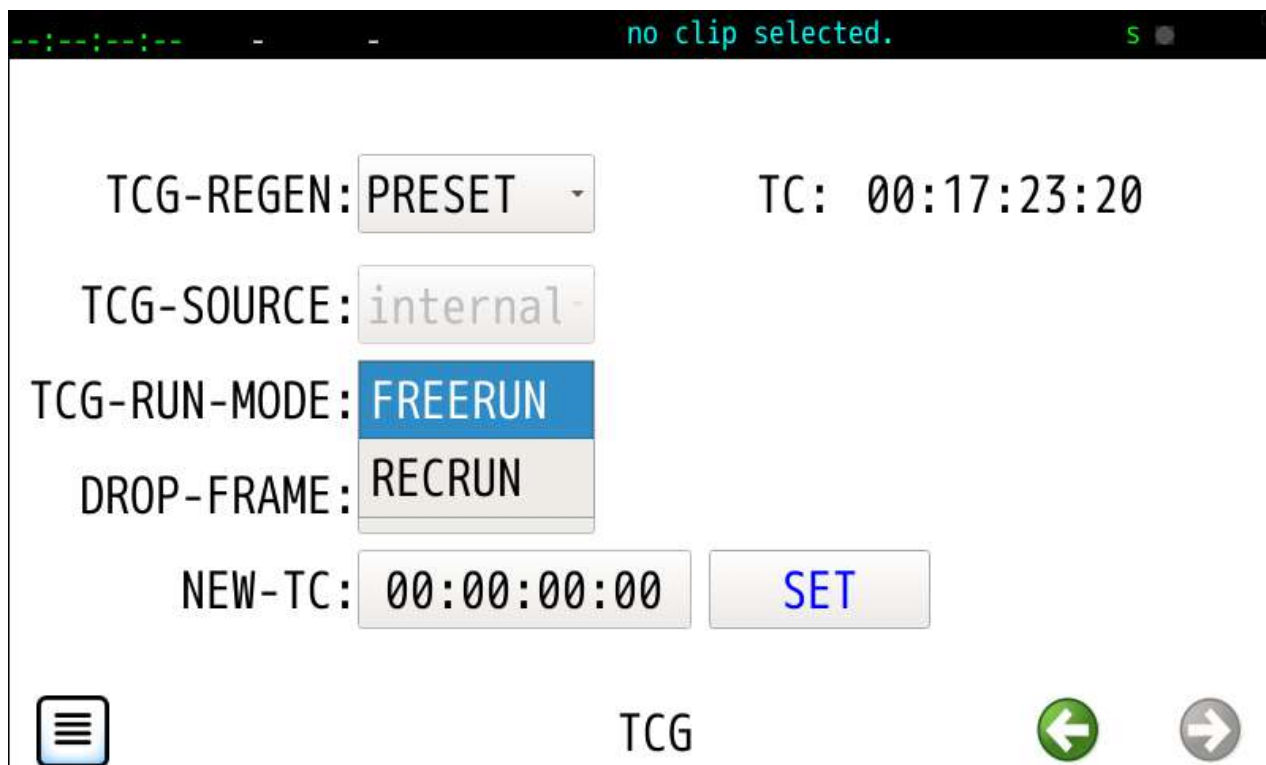 --:--:--:-- - - no clip selected. S
TCG-REGEN: PRESET TC: 00:17:23:20
TCG-SOURCE: internal
TCG-RUN-MODE: FREERUN
RECRUN
DROP-FRAME:
NEW-TC: 00:00:00:00 SET
TCG